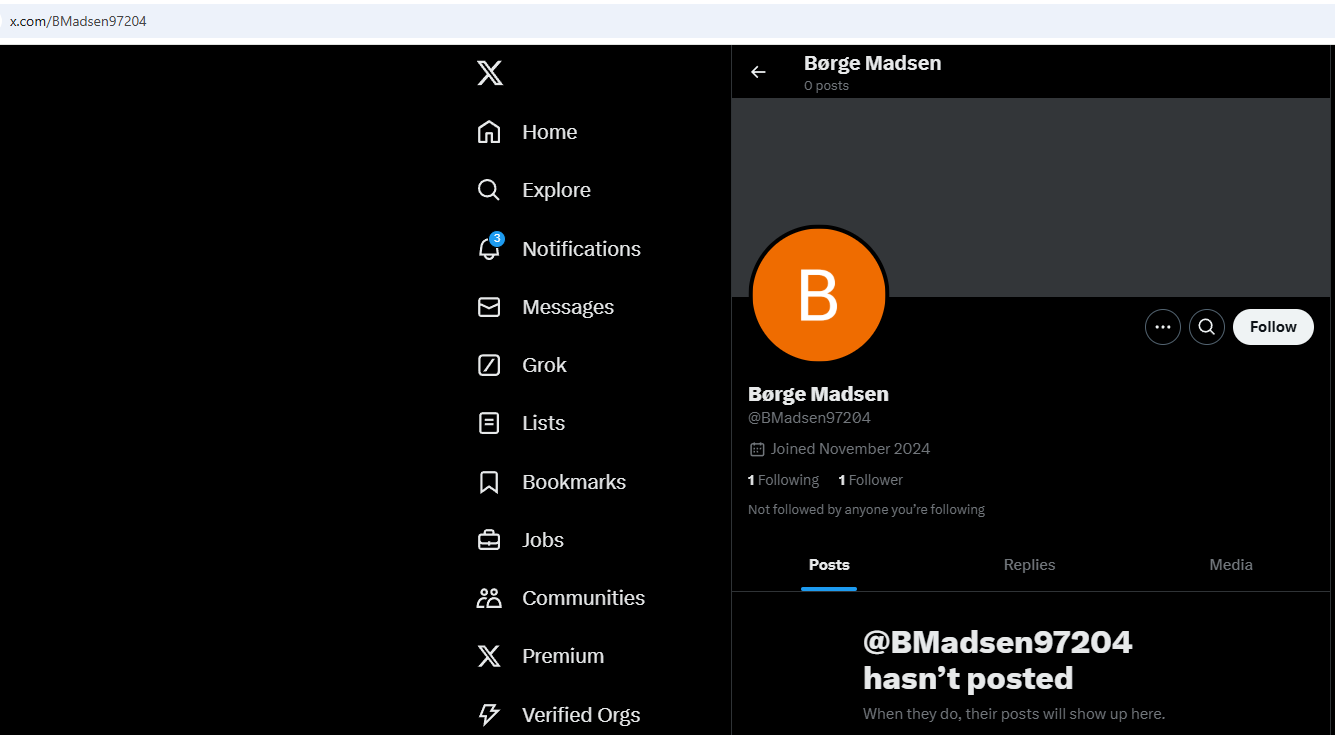 x.com/BMadsen97204
Home
Explore
3
Notifications
Messages
Grok
Lists
Bookmarks
Jobs
Communities
Premium
Verified Orgs
Børge Madsen
0 posts
B
Follow
Børge Madsen
@BMadsen97204
Joined November 2024
1 Following 1 Follower
Not followed by anyone you’re following
Posts Replies Media
@BMadsen97204
hasn’t posted
When they do, their posts will show up here.